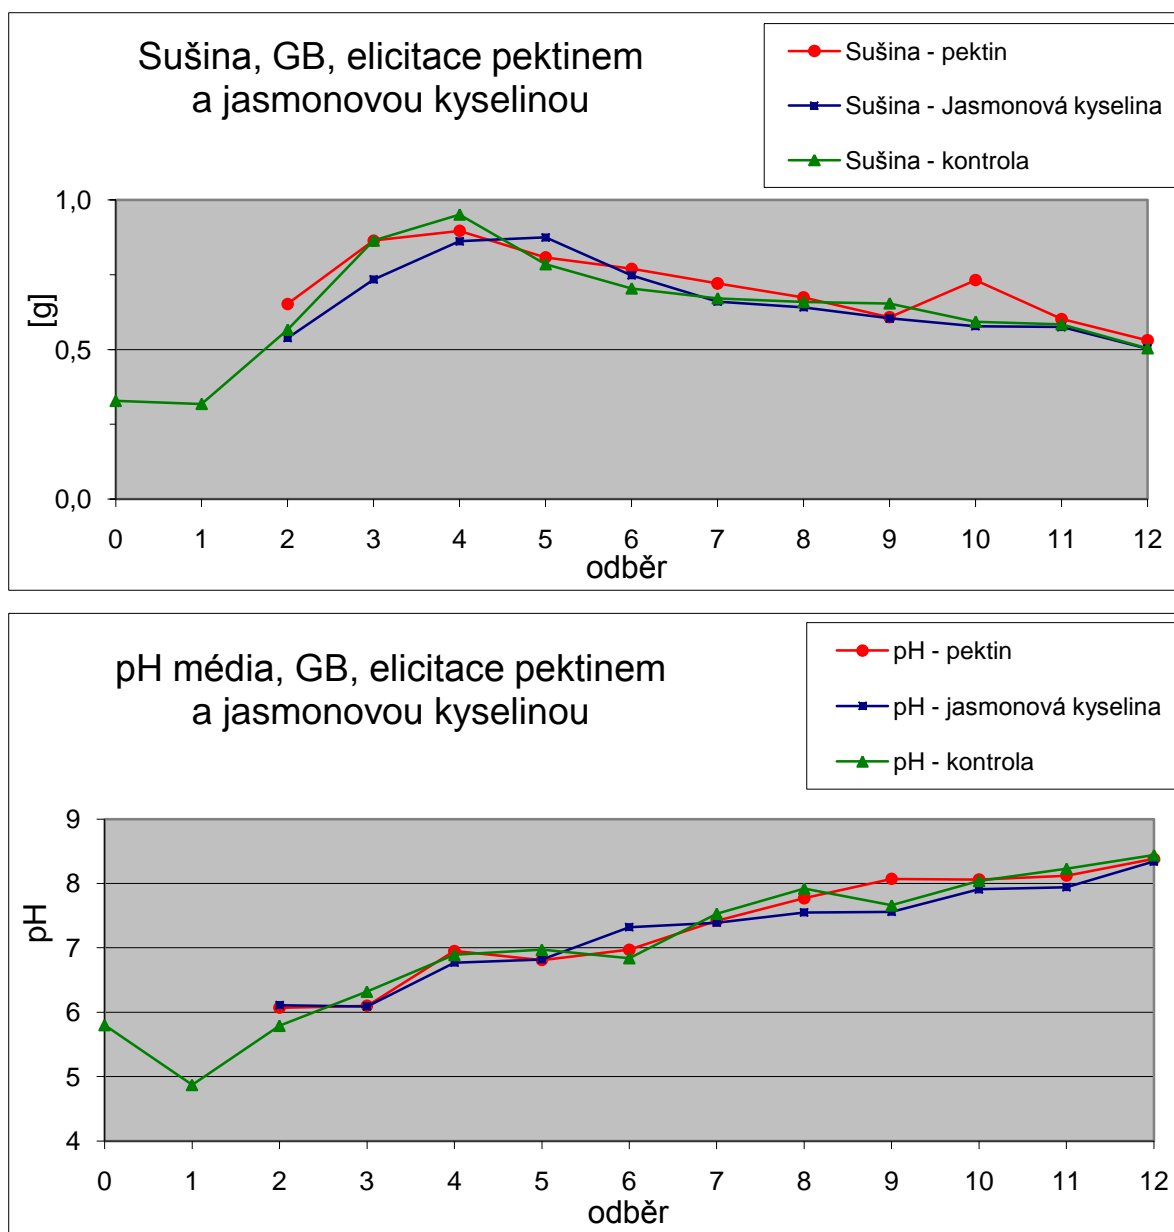 Sušina, GB, elicitace pektinem
a jasmonovou kyselinou
Sušina - pektin
Sušina - Jasmonová kyselina
Sušina - kontrola
1,0
0,5
0,0
[g]
0 1 2 3 4 5 6 7 8 9 10 11 12
odběr
pH média, GB, elicitace pektinem
a jasmonovou kyselinou
pH - pektin
pH - jasmonová kyselina
pH - kontrola
9
8
7
6
5
4
pH
0 1 2 3 4 5 6 7 8 9 10 11 12
odběr